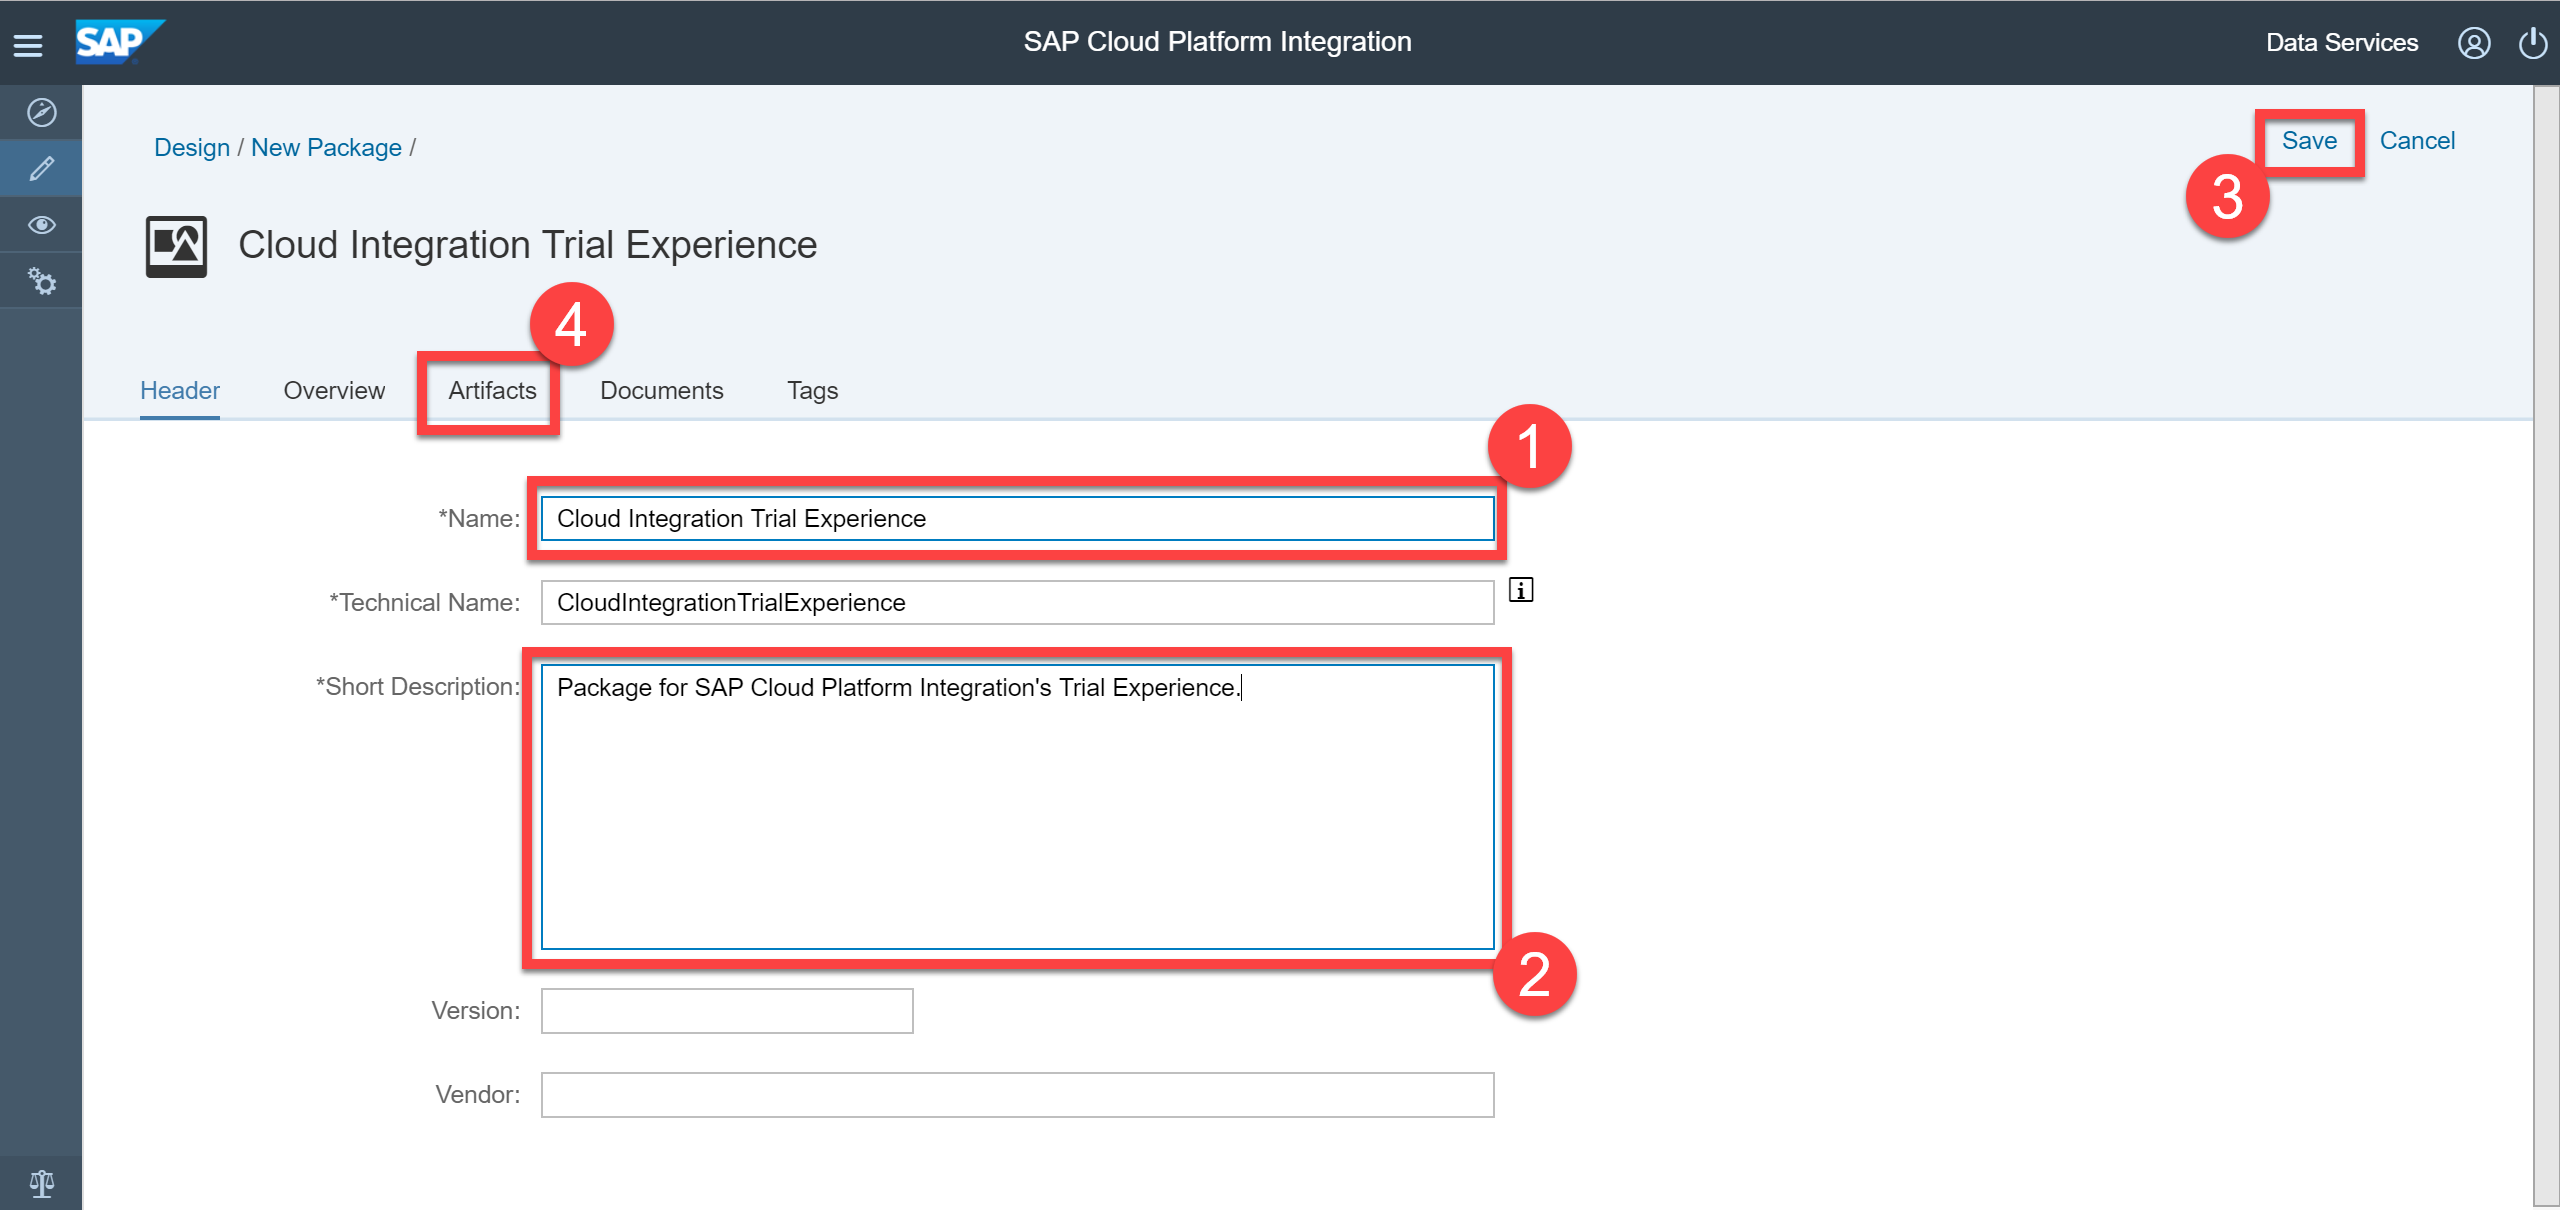 SAP
SAP Cloud Platform Integration
Data Services
Design / New Package /
Save
Cancel
3
Cloud Integration Trial Experience
4
Header
Overview
Artifacts
Documents
Tags
1
*Name:
Cloud Integration Trial Experience
*Technical Name:
CloudIntegrationTrialExperience
i
*Short Description:
Package for SAP Cloud Platform Integration's Trial Experience.
2
Version:
Vendor: